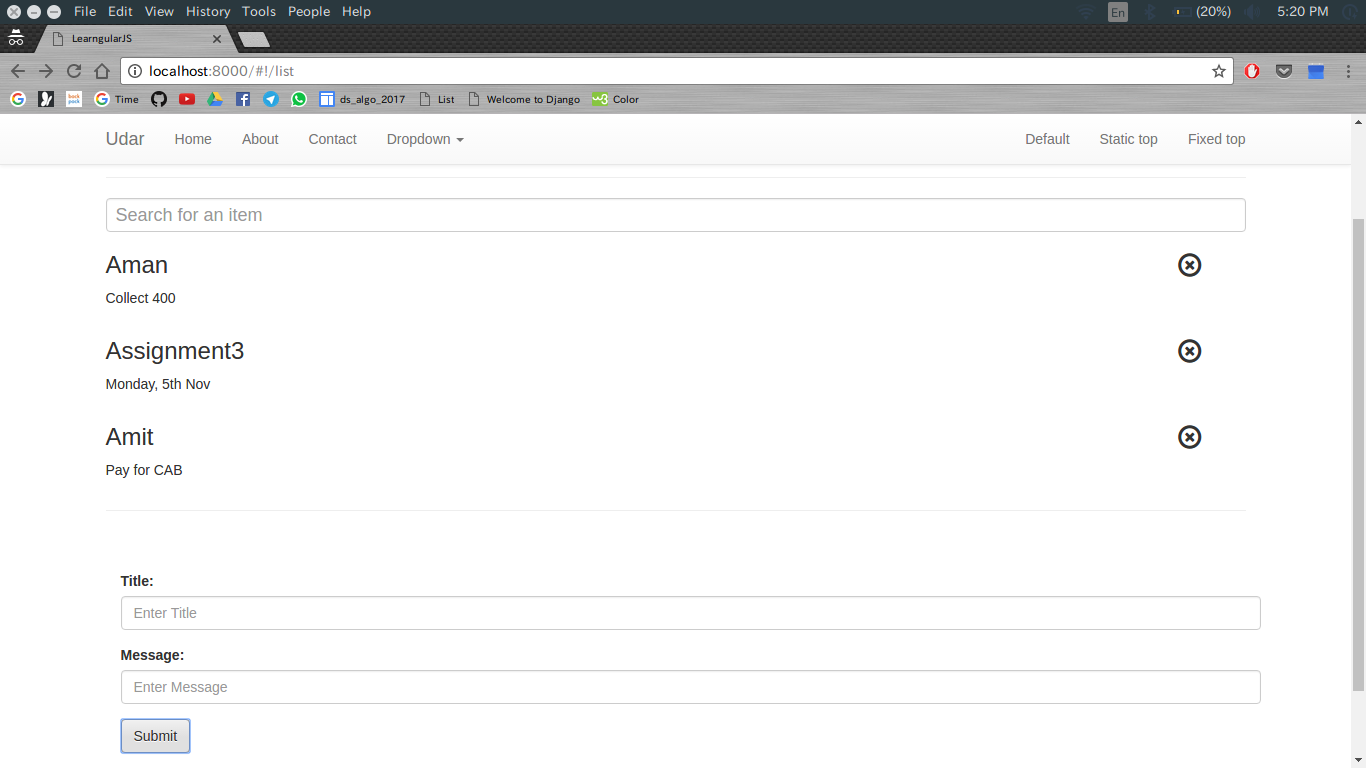 File Edit View History Tools People Help En (20%) 5:20 PM
LearngularJS
localhost:8000/#!/list
Time ds_algo_2017 List Welcome to Django w3 Color
Udar Home About Contact Dropdown Default Static top Fixed top
Search for an item
Aman
Collect 400
Assignment3
Monday, 5th Nov
Amit
Pay for CAB
Title:
Enter Title
Message:
Enter Message
Submit